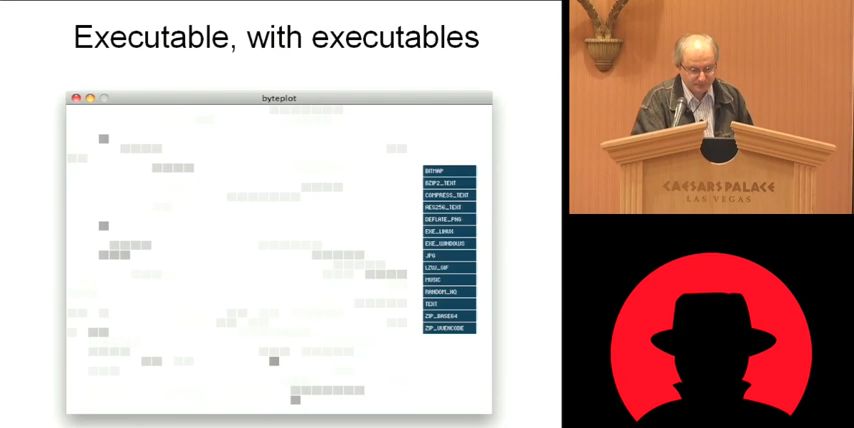 Executable, with executables
byteplot
BITMAP
BZIP2_TEXT
COMPRESS_TEXT
AES256_TEXT
DEFLATE_PNG
EXE_LINUX
EXE_WINDOWS
JPG
LZW_GIF
MUSIC
RANDOM_HQ
TEXT
ZIP_BASE64
ZIP_UUENCODE
CAESARS PALACE
LAS VEGAS